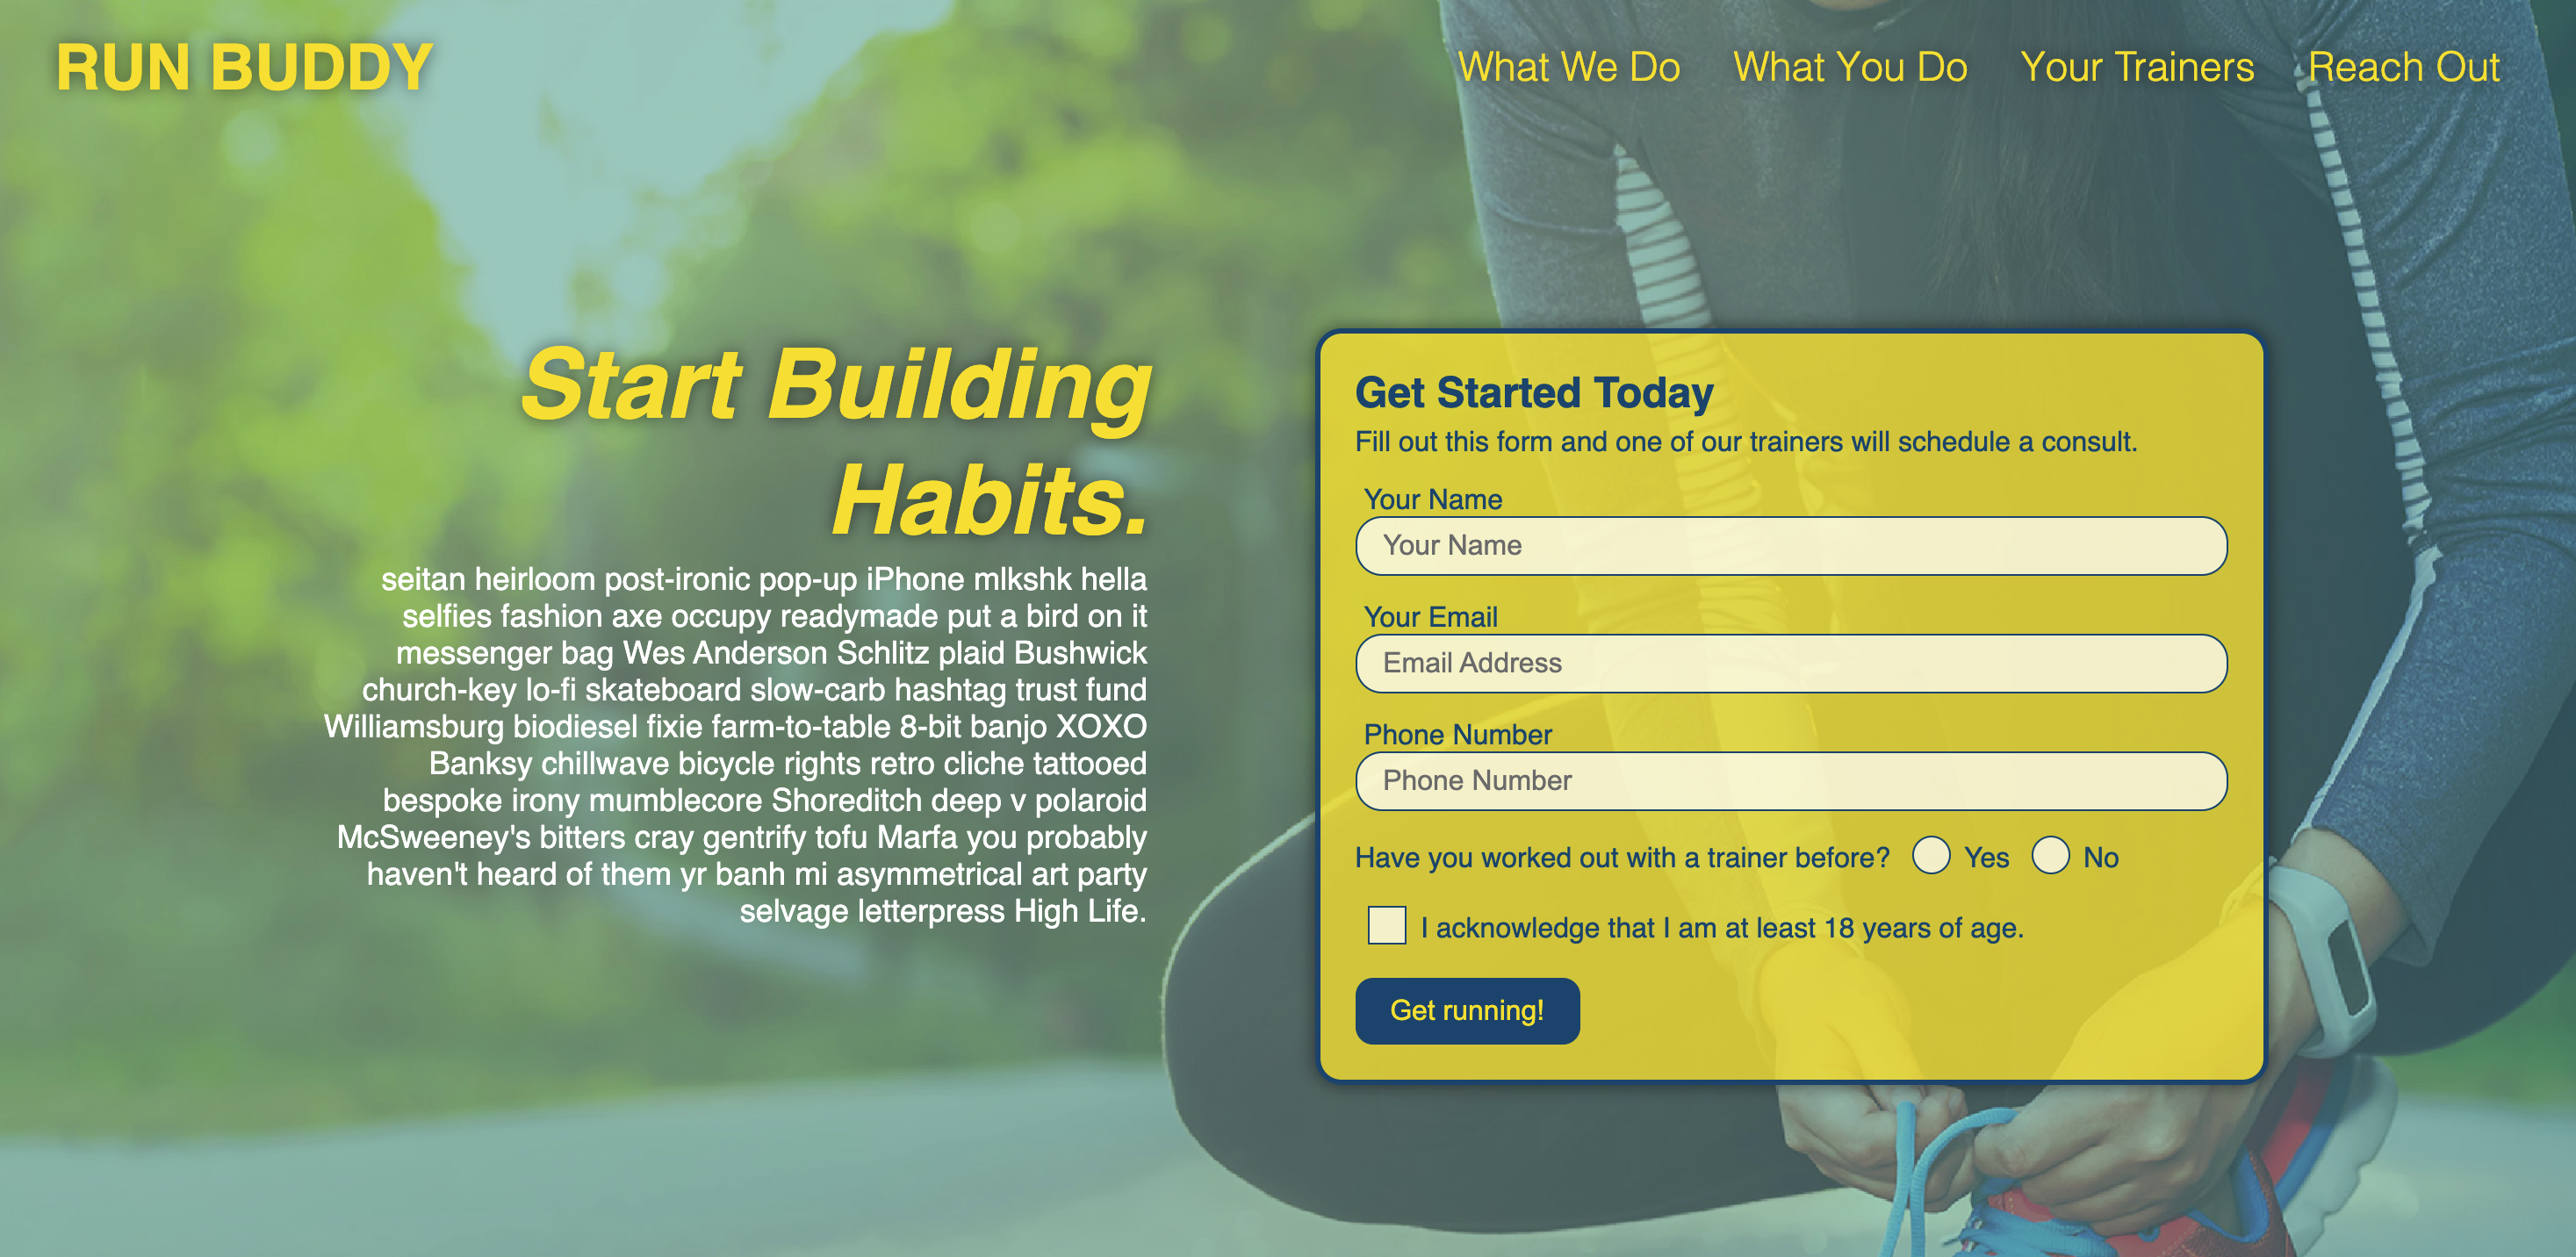 RUN BUDDY
What We Do What You Do Your Trainers Reach Out
Start Building
Habits.
seitan heirloom post-ironic pop-up iPhone mlkshk hella
selfies fashion axe occupy readymade put a bird on it
messenger bag Wes Anderson Schlitz plaid Bushwick
church-key lo-fi skateboard slow-carb hashtag trust fund
Williamsburg biodiesel fixie farm-to-table 8-bit banjo XOXO
Banksy chillwave bicycle rights retro cliche tattooed
bespoke irony mumblecore Shoreditch deep v polaroid
McSweeney's bitters cray gentrify tofu Marfa you probably
haven't heard of them yr banh mi asymmetrical art party
selvage letterpress High Life.
Get Started Today
Fill out this form and one of our trainers will schedule a consult.
Your Name
Your Name
Your Email
Email Address
Phone Number
Phone Number
Have you worked out with a trainer before? Yes No
I acknowledge that I am at least 18 years of age.
Get running!